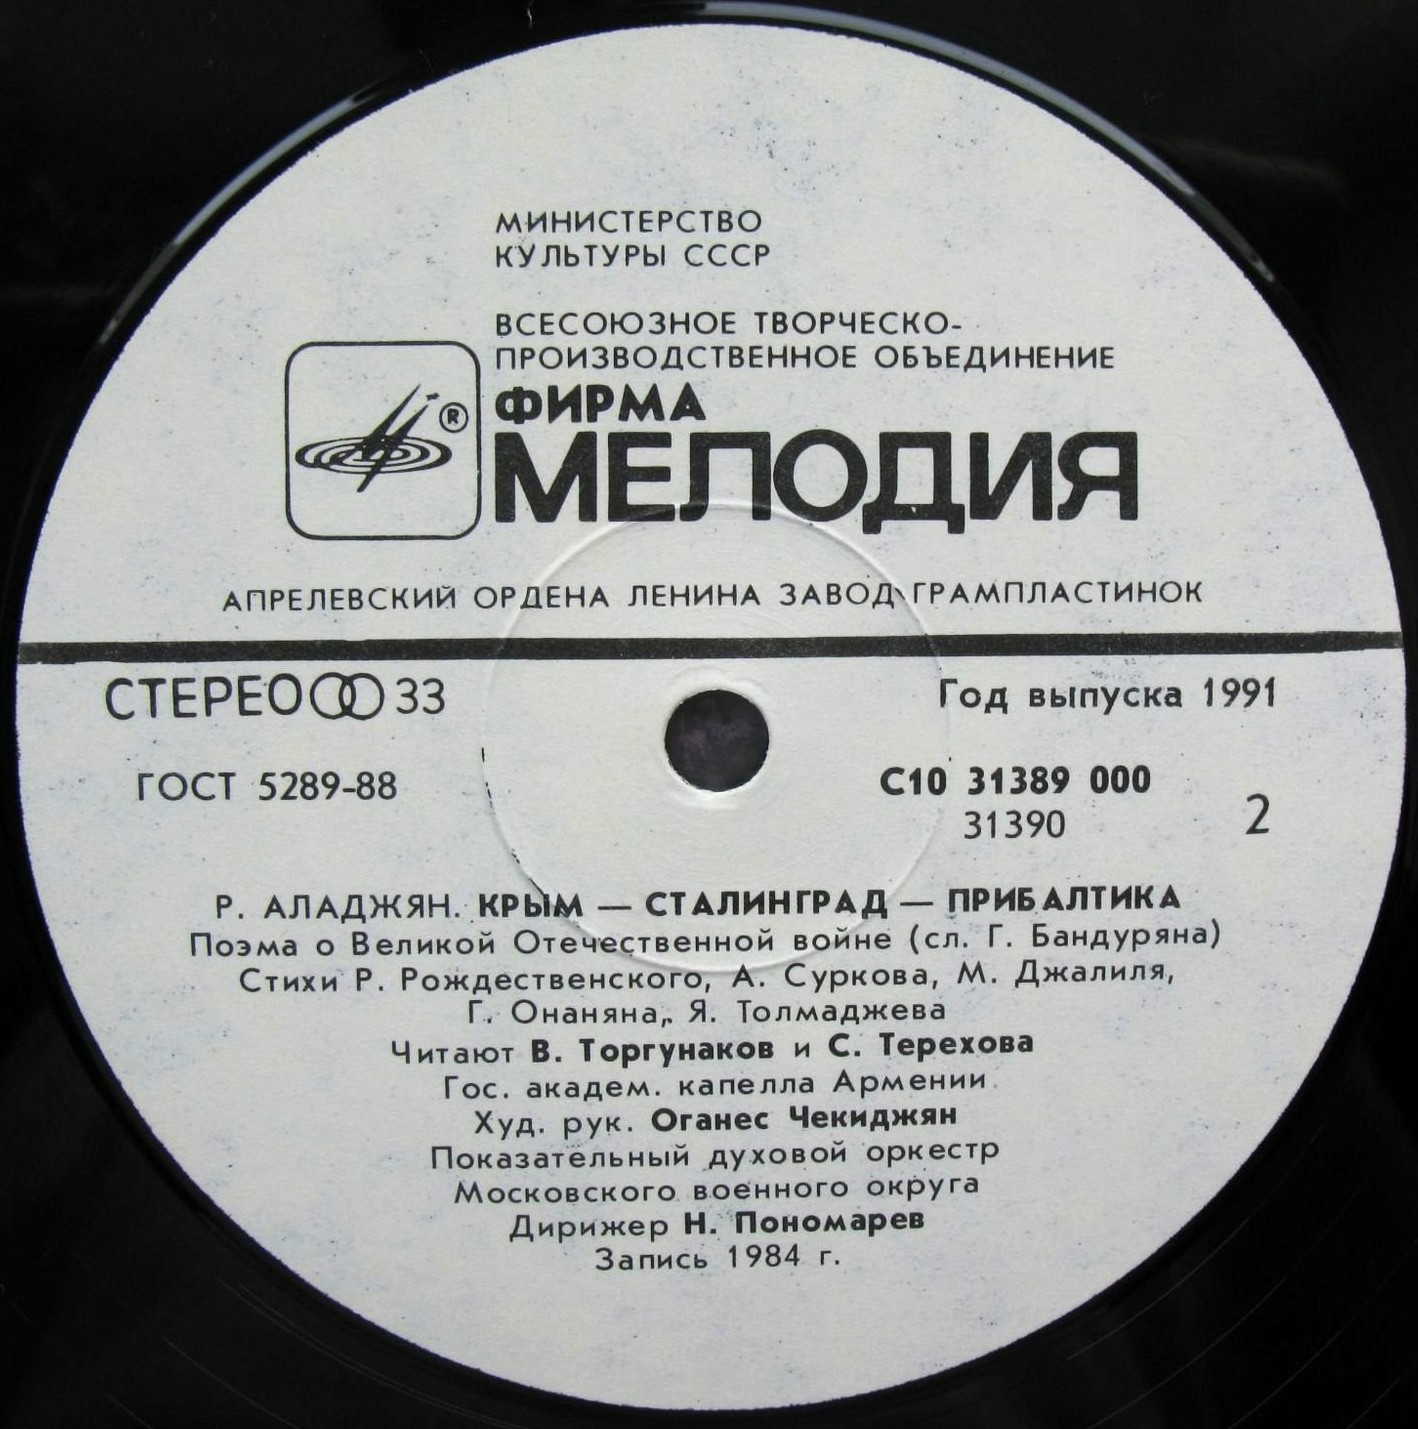 МИНИСТЕРСТВО
КУЛЬТУРЫ СССР
ВСЕСОЮЗНОЕ ТВОРЧЕСКО-
ПРОИЗВОДСТВЕННОЕ ОБЪЕДИНЕНИЕ
®
ФИРМА
МЕЛОДИЯ
АПРЕЛЕВСКИЙ ОРДЕНА ЛЕНИНА ЗАВОД ГРАМПЛАСТИНОК
СТЕРЕО 33
Год выпуска 1991
ГОСТ 5289-88
С10 31389 000
31390
2
Р. АЛАДЖЯН. КРЫМ — СТАЛИНГРАД — ПРИБАЛТИКА
Поэма о Великой Отечественной войне (сл. Г. Бандуряна)
Стихи Р. Рождественского, А. Суркова, М. Джалиля,
Г. Онаняна, Я. Толмаджева
Читают В. Торгунаков и С. Терехова
Гос. академ. капелла Армении
Худ. рук. Оганес Чекиджян
Показательный духовой оркестр
Московского военного округа
Дирижер Н. Пономарев
Запись 1984 г.